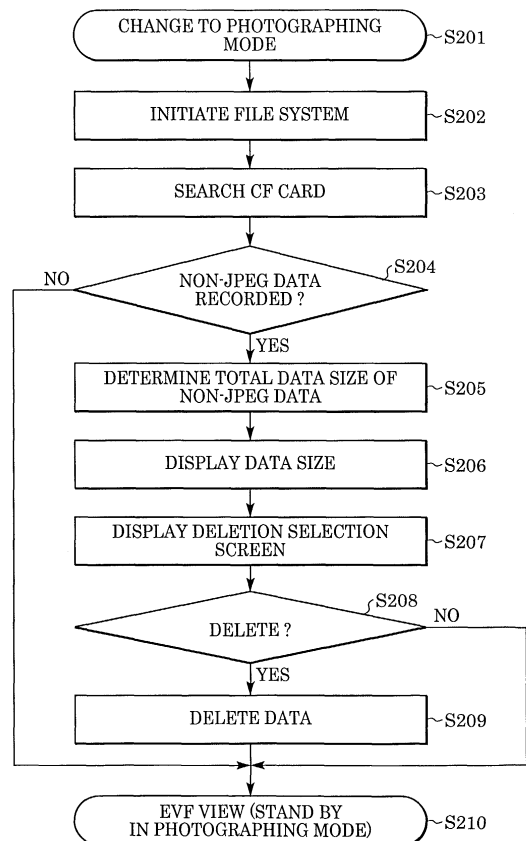 CHANGE TO PHOTOGRAPHING
MODE
S201
INITIATE FILE SYSTEM
S202
SEARCH CF CARD
S203
S204
NO
NON-JPEG DATA
RECORDED ?
YES
DETERMINE TOTAL DATA SIZE OF
NON-JPEG DATA
S205
DISPLAY DATA SIZE
S206
DISPLAY DELETION SELECTION
SCREEN
S207
S208
NO
DELETE ?
YES
DELETE DATA
S209
EVF VIEW (STAND BY
IN PHOTOGRAPHING MODE)
S210